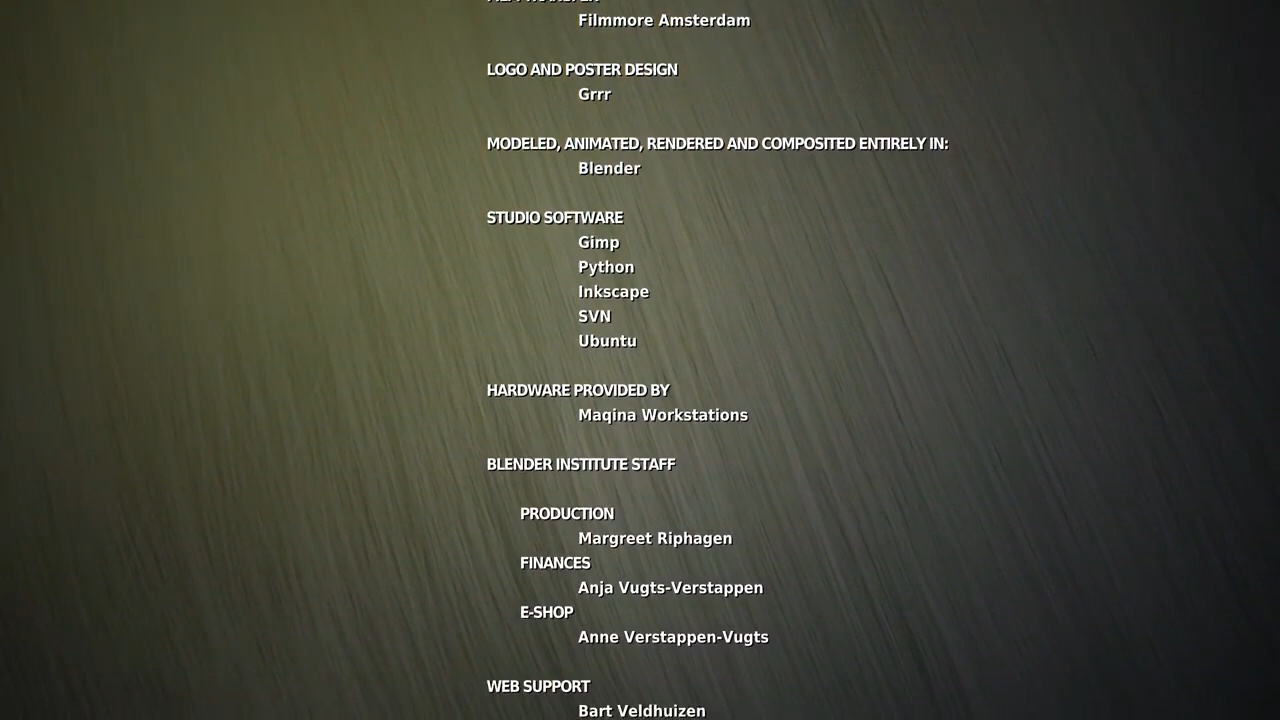 Filmmore Amsterdam
LOGO AND POSTER DESIGN
Grrr
MODELED, ANIMATED, RENDERED AND COMPOSITED ENTIRELY IN:
Blender
STUDIO SOFTWARE
Gimp
Python
Inkscape
SVN
Ubuntu
HARDWARE PROVIDED BY
Maqina Workstations
BLENDER INSTITUTE STAFF
PRODUCTION
Margreet Riphagen
FINANCES
Anja Vugts-Verstappen
E-SHOP
Anne Verstappen-Vugts
WEB SUPPORT
Bart Veldhuizen